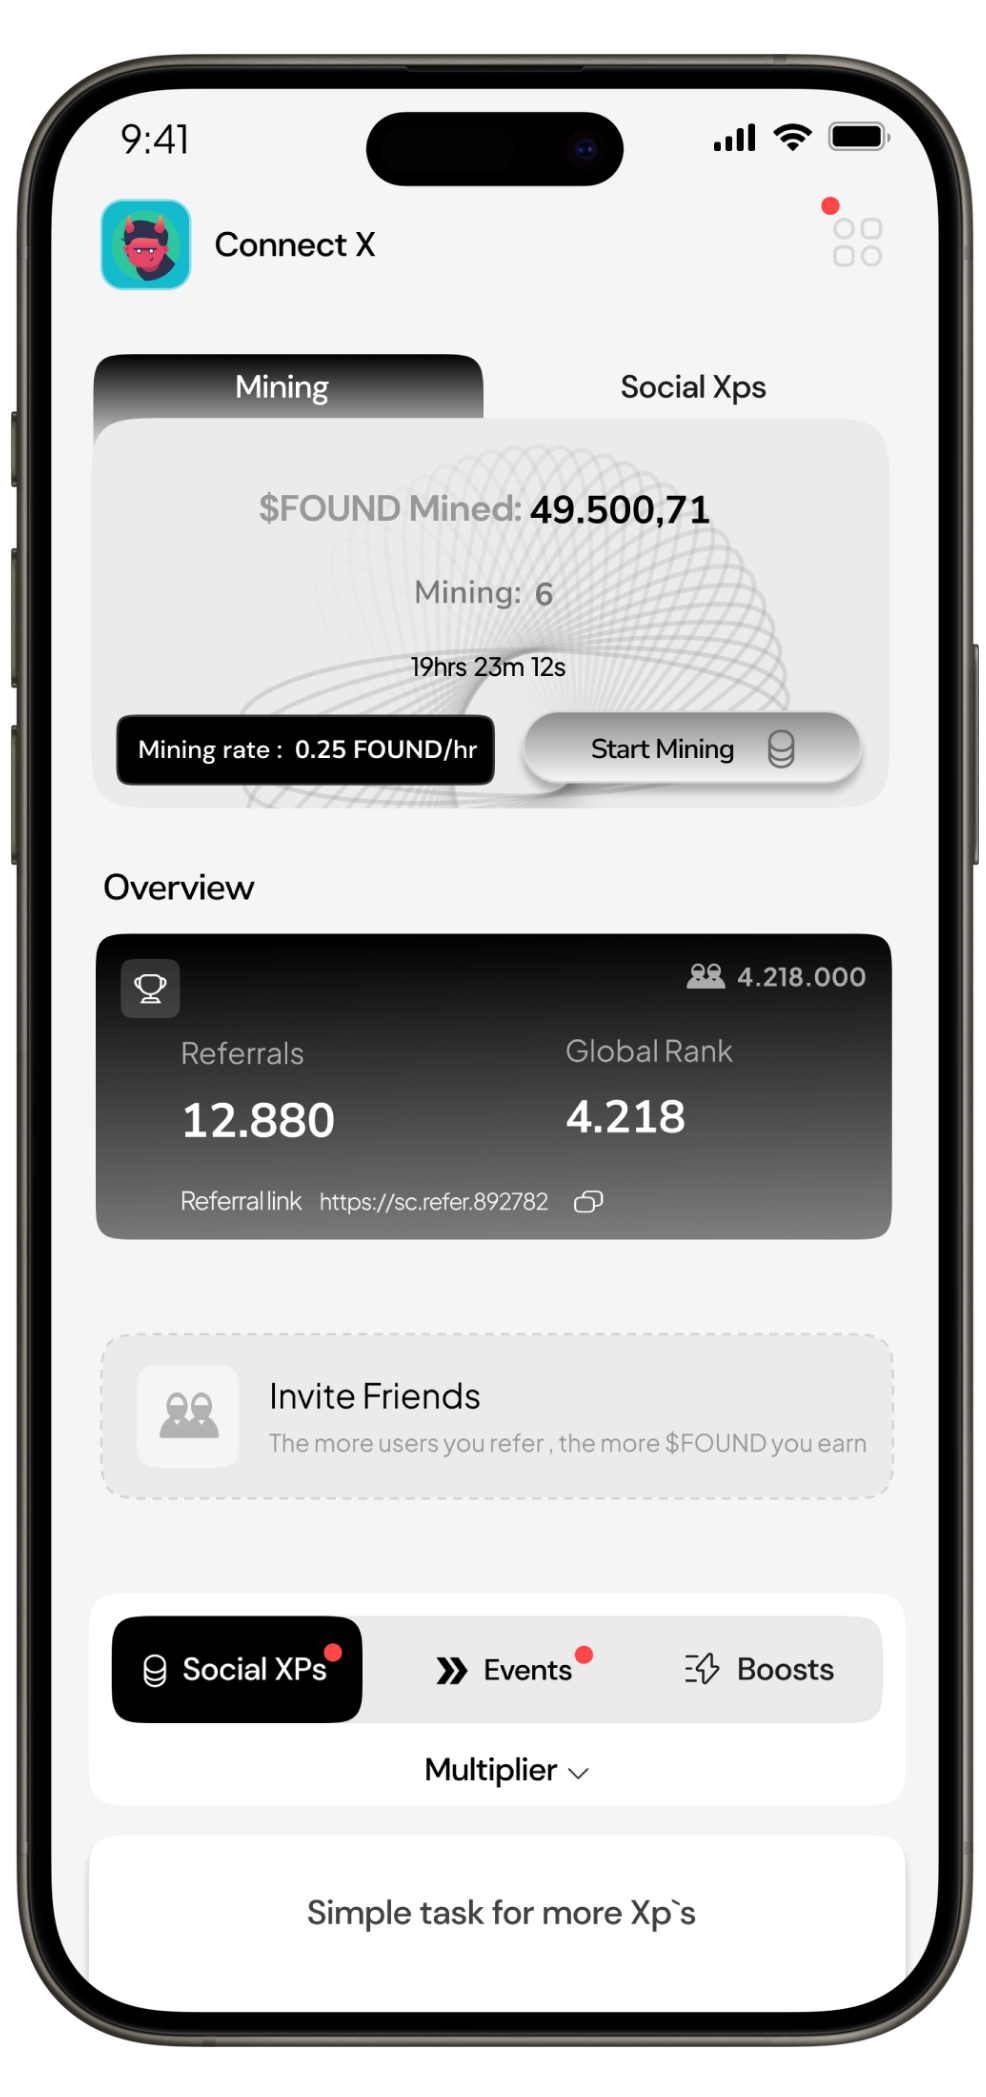 9:41
Connect X
Mining
Social Xps
$FOUND Mined: 49.500,71
Mining: 6
19hrs 23m 12s
Mining rate : 0.25 FOUND/hr
Start Mining
Overview
4.218.000
Referrals
Global Rank
12.880
4.218
Referral link https://sc.refer.892782
Invite Friends
The more users you refer , the more $FOUND you earn
Social XPs
Events
Boosts
Multiplier
Simple task for more Xp`s